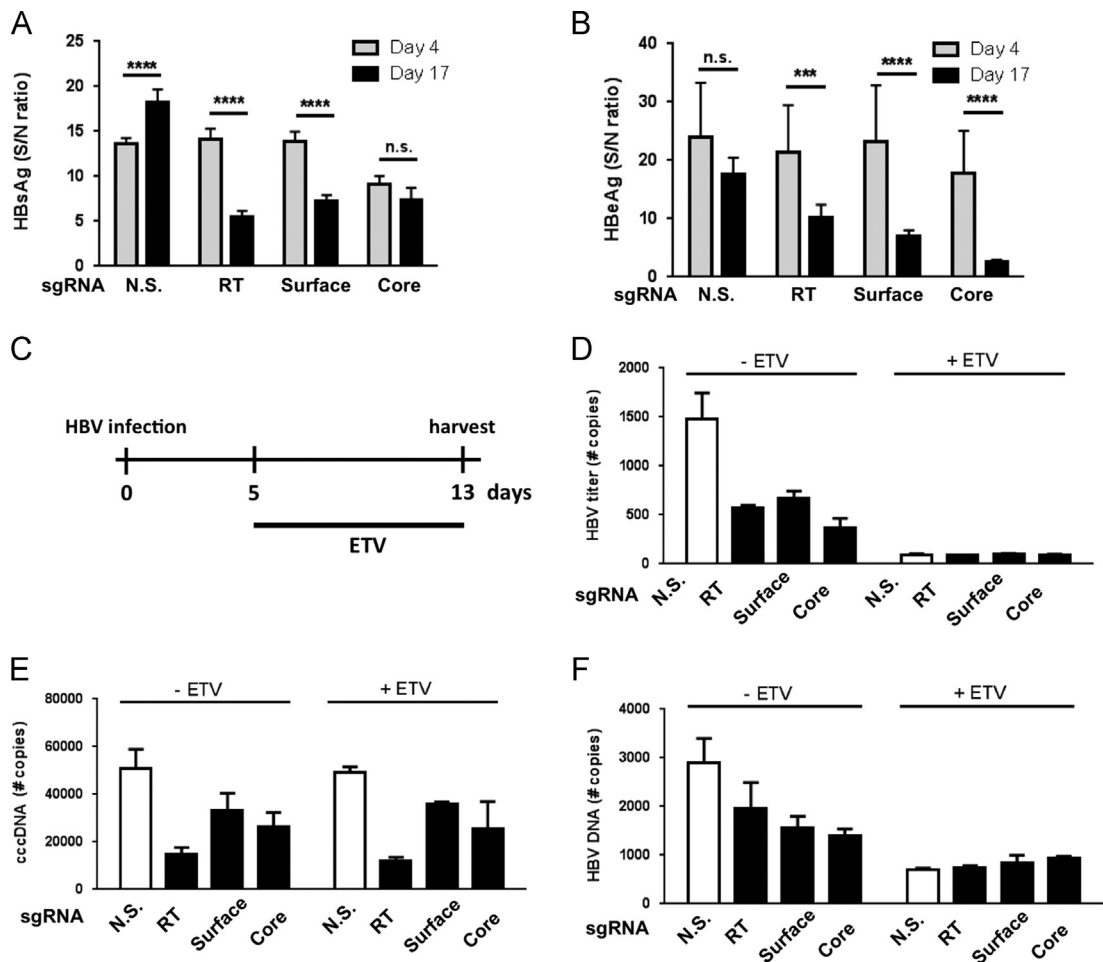 A
HBsAg (S/N ratio)
25
20
15
10
5
0
Day 4
Day 17
****
****
****
n.s.
sgRNA N.S. RT Surface Core
B
HBeAg (S/N ratio)
40
30
20
10
0
Day 4
Day 17
n.s.
***
****
****
sgRNA N.S. RT Surface Core
C
HBV infection harvest
0 5 13 days
ETV
D
HBV titer (# copies)
2000
1500
1000
500
0
- ETV + ETV
sgRNA N.S. RT Surface Core N.S. RT Surface Core
E
cccDNA (# copies)
80000
60000
40000
20000
0
- ETV + ETV
sgRNA N.S. RT Surface Core N.S. RT Surface Core
F
HBV DNA (# copies)
4000
3000
2000
1000
0
- ETV + ETV
sgRNA N.S. RT Surface Core N.S. RT Surface Core